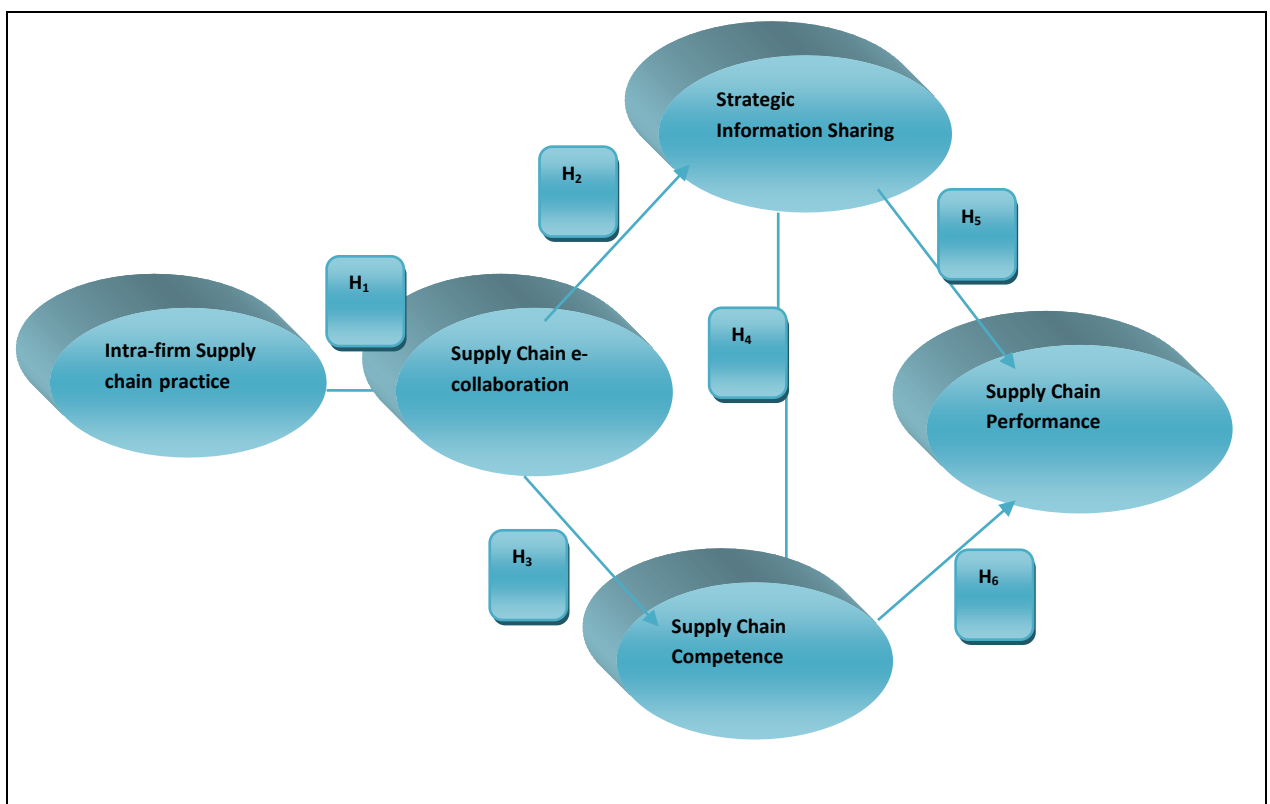 Strategic
Information Sharing
H₂
H₅
H₁
Intra-firm Supply
chain practice
Supply Chain e-
collaboration
H₄
Supply Chain
Performance
H₃
H₆
Supply Chain
Competence